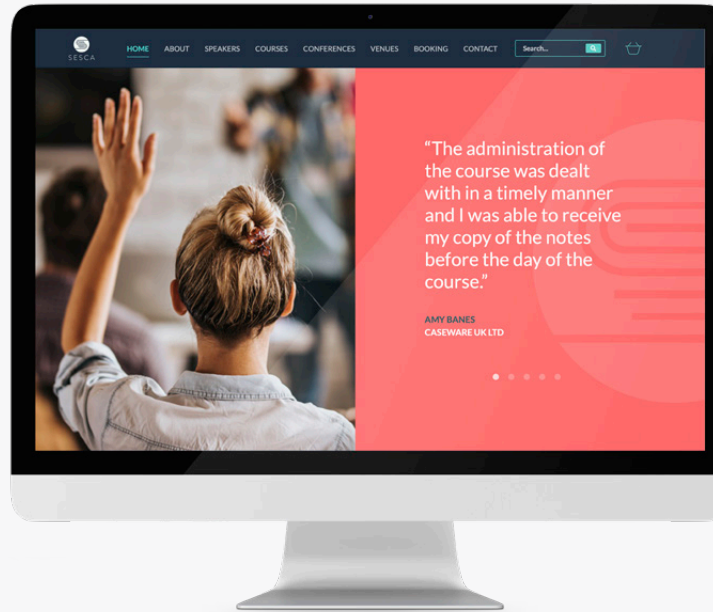 SESCA
HOME ABOUT SPEAKERS COURSES CONFERENCES VENUES BOOKING CONTACT Search...
“The administration of
the course was dealt
with in a timely manner
and I was able to receive
my copy of the notes
before the day of the
course.”
AMY BANES
CASEWARE UK LTD